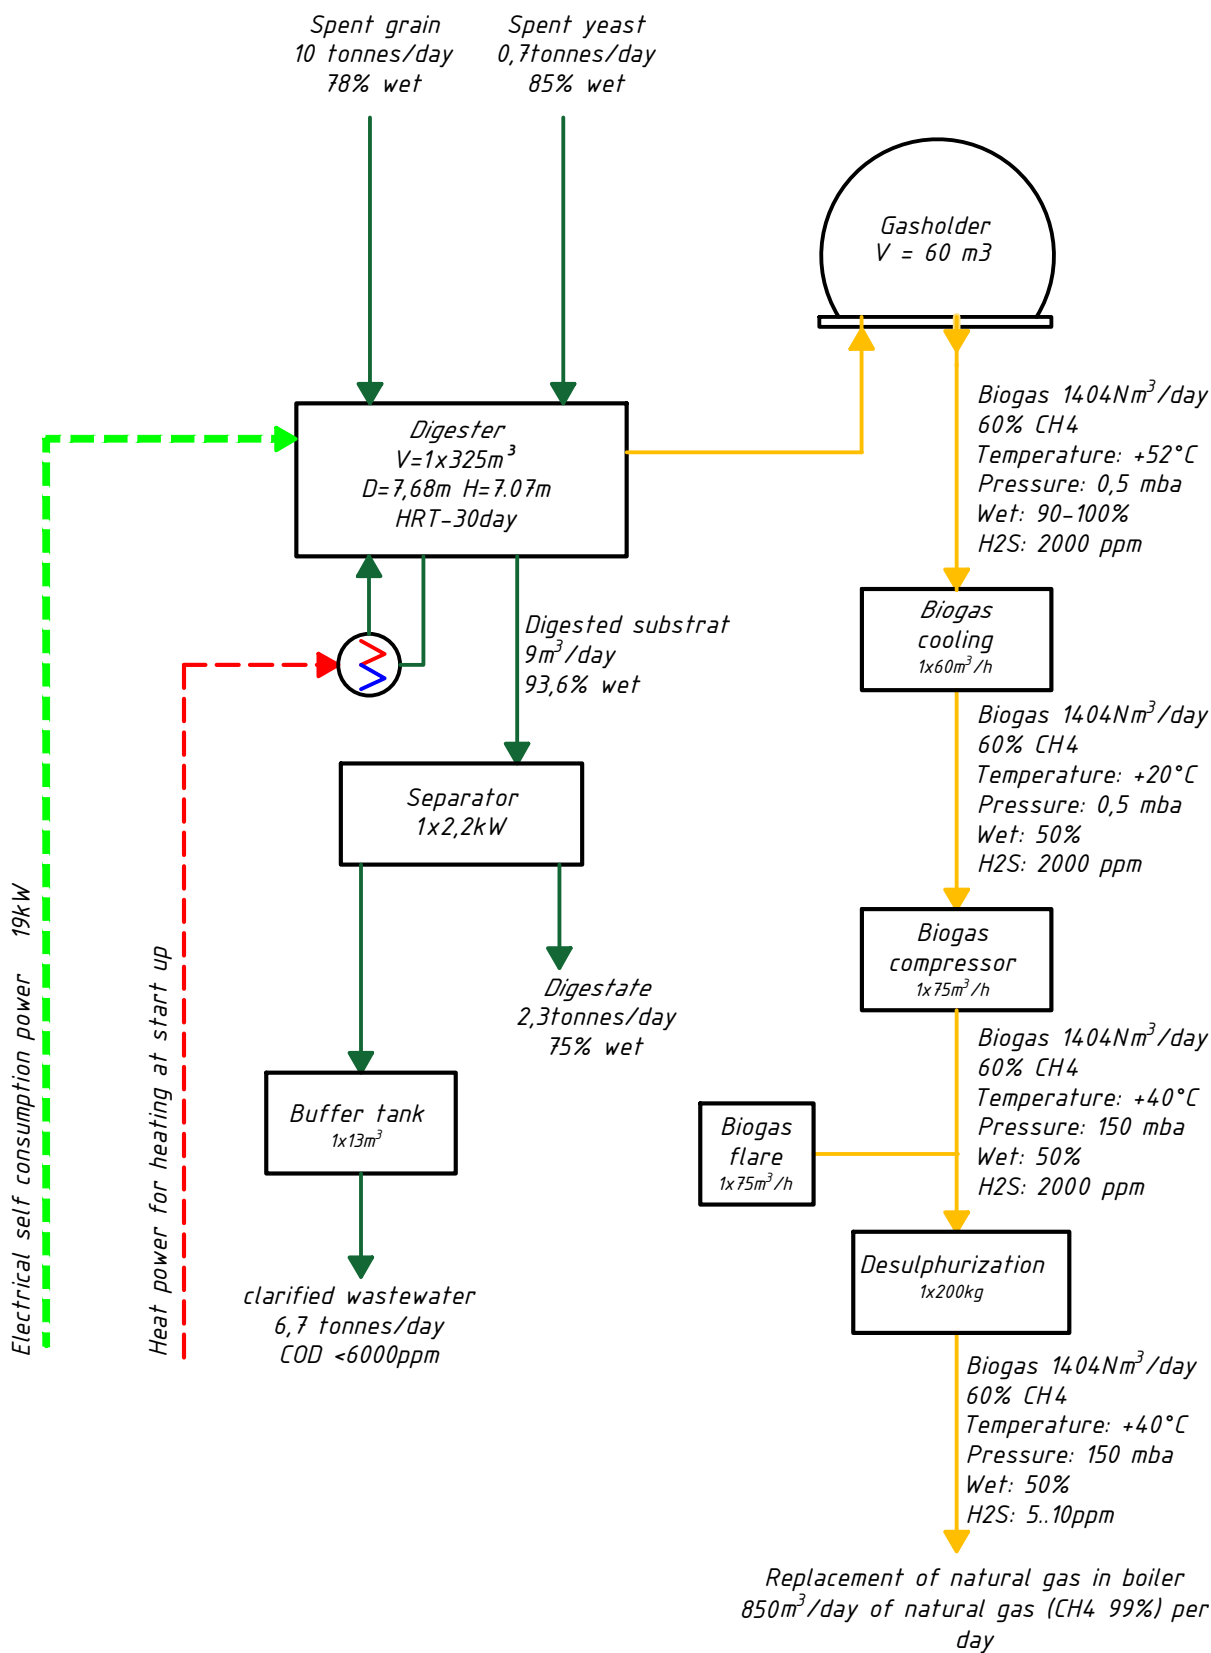 Spent grain
10 tonnes/day
78% wet
Spent yeast
0,7tonnes/day
85% wet
Gasholder
V = 60 m3
Digester
V=1x325m³
D=7,68m H=7.07m
HRT-30day
Biogas 1404Nm³/day
60% CH4
Temperature: +52°C
Pressure: 0,5 mba
Wet: 90-100%
H2S: 2000 ppm
Digested substrat
9m³/day
93,6% wet
Biogas
cooling
1x60m³/h
Biogas 1404Nm³/day
60% CH4
Temperature: +20°C
Pressure: 0,5 mba
Wet: 50%
H2S: 2000 ppm
Separator
1x2,2kW
Biogas
compressor
1x75m³/h
Digestate
2,3tonnes/day
75% wet
Biogas 1404Nm³/day
60% CH4
Temperature: +40°C
Pressure: 150 mba
Wet: 50%
H2S: 2000 ppm
Buffer tank
1x13m³
Biogas
flare
1x75m³/h
Desulphurization
1x200kg
clarified wastewater
6,7 tonnes/day
COD <6000ppm
Electrical self consumption power 19kW
Heat power for heating at start up
Biogas 1404Nm³/day
60% CH4
Temperature: +40°C
Pressure: 150 mba
Wet: 50%
H2S: 5..10ppm
Replacement of natural gas in boiler
850m³/day of natural gas (CH4 99%) per
day